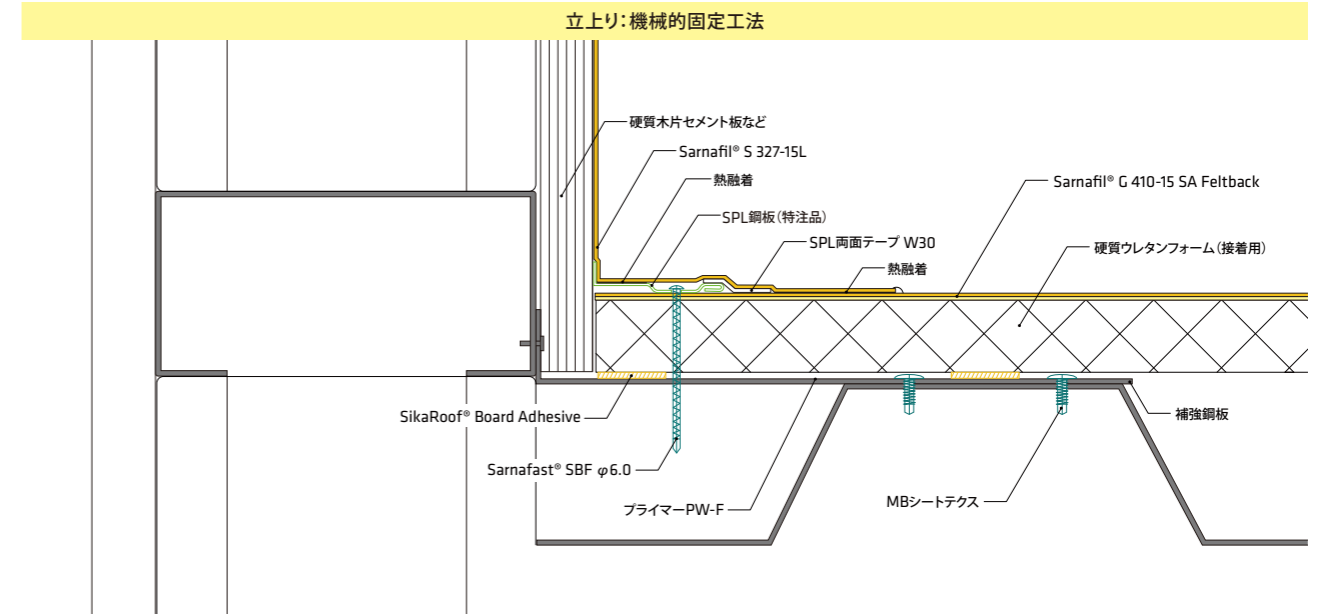 立上り：機械的固定工法
硬質木片セメント板など
Sarnafil® S 327-15L
熱融着
Sarnafil® G 410-15 SA Feltback
SPL鋼板（特注品）
SPL両面テープ W30
硬質ウレタンフォーム（接着用）
熱融着
SikaRoof® Board Adhesive
補強鋼板
Sarnafast® SBF φ6.0
プライマーPW-F
MBシートテクス